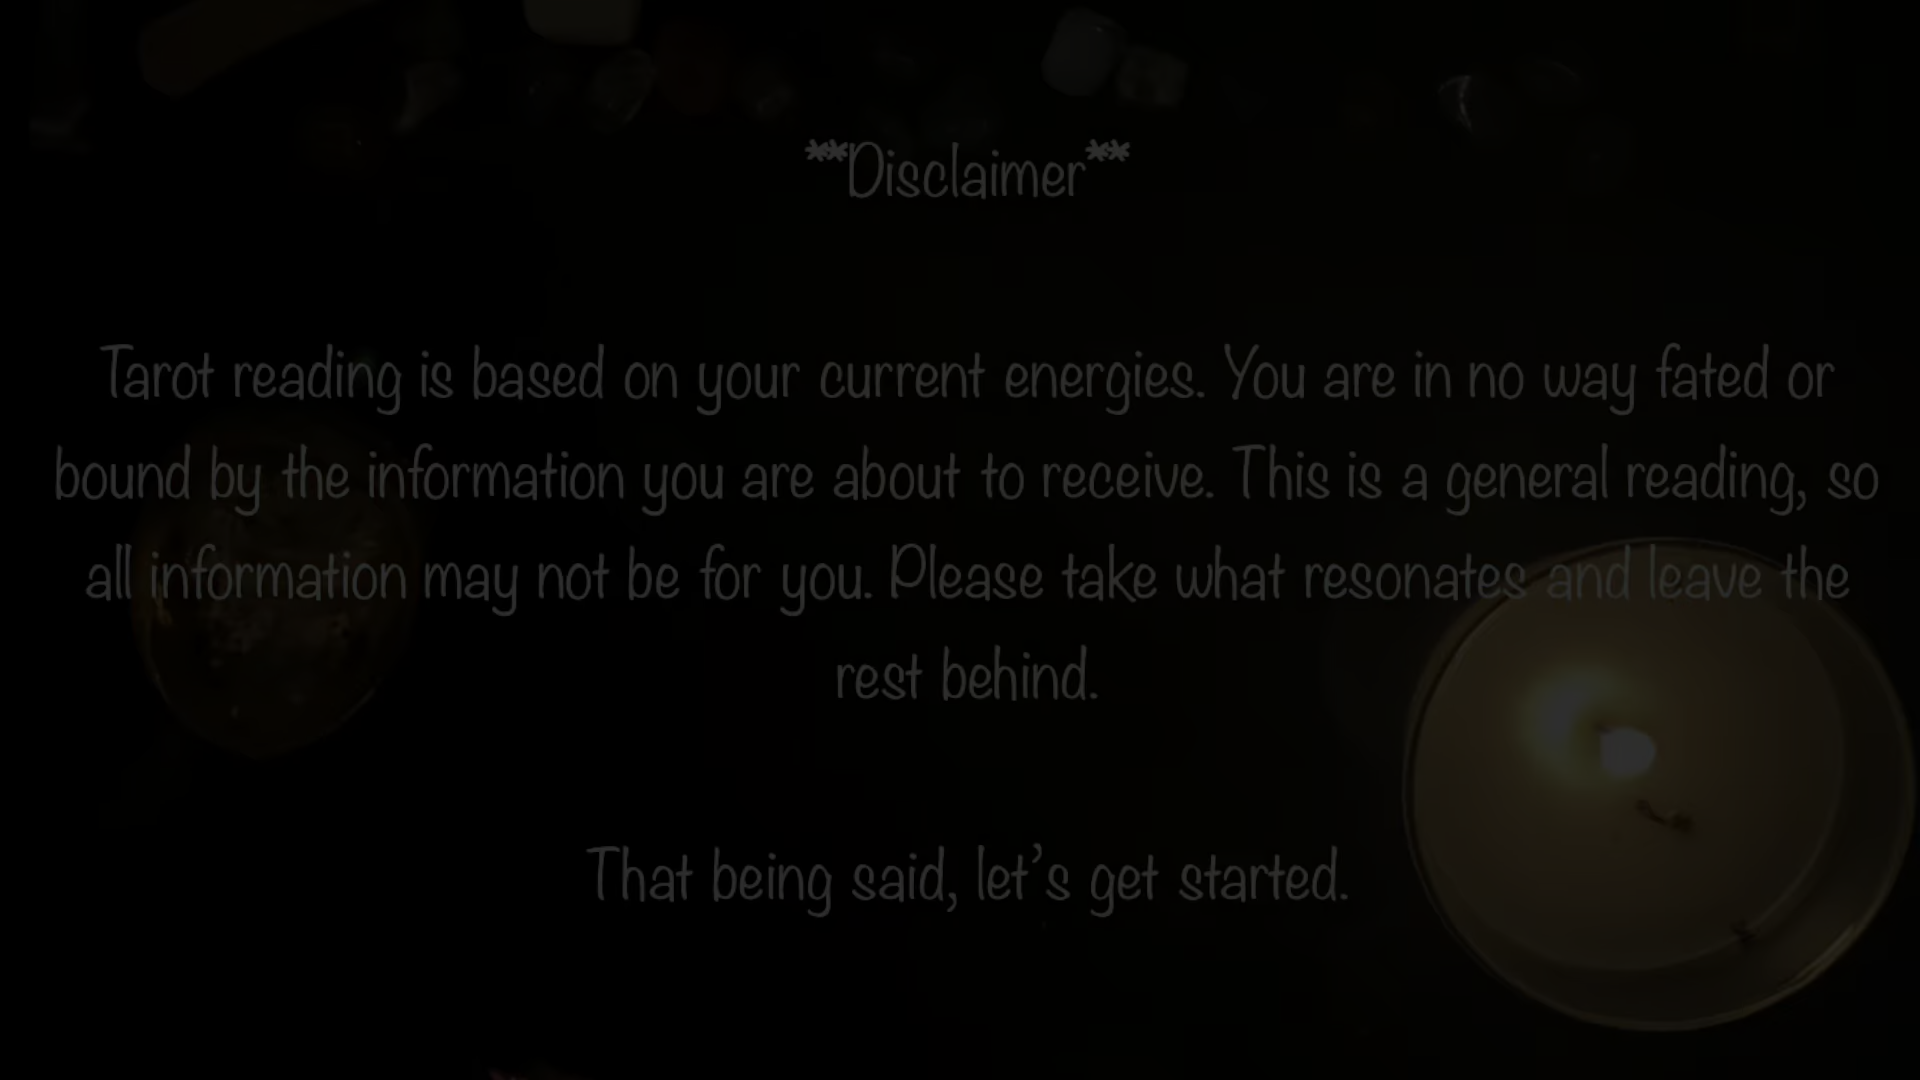 **Disclaimer**
Tarot reading is based on your current energies. You are in no way fated or
bound by the information you are about to receive. This is a general reading, so
all information may not be for you. Please take what resonates and leave the
rest behind.
That being said, let's get started.